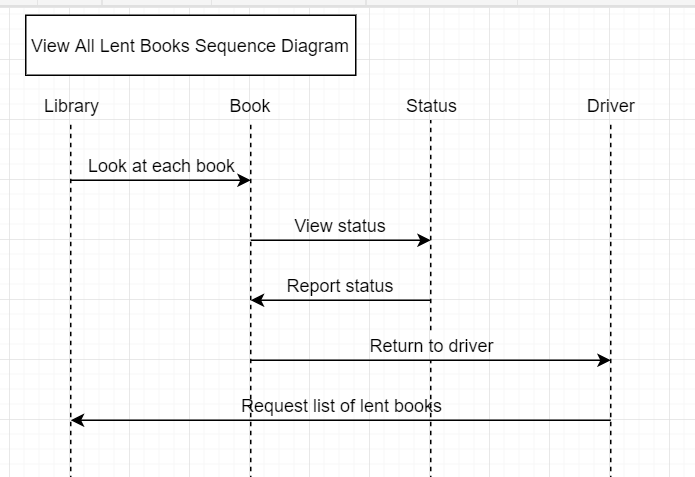 View All Lent Books Sequence Diagram
Library
Book
Status
Driver
Look at each book
View status
Report status
Return to driver
Request list of lent books